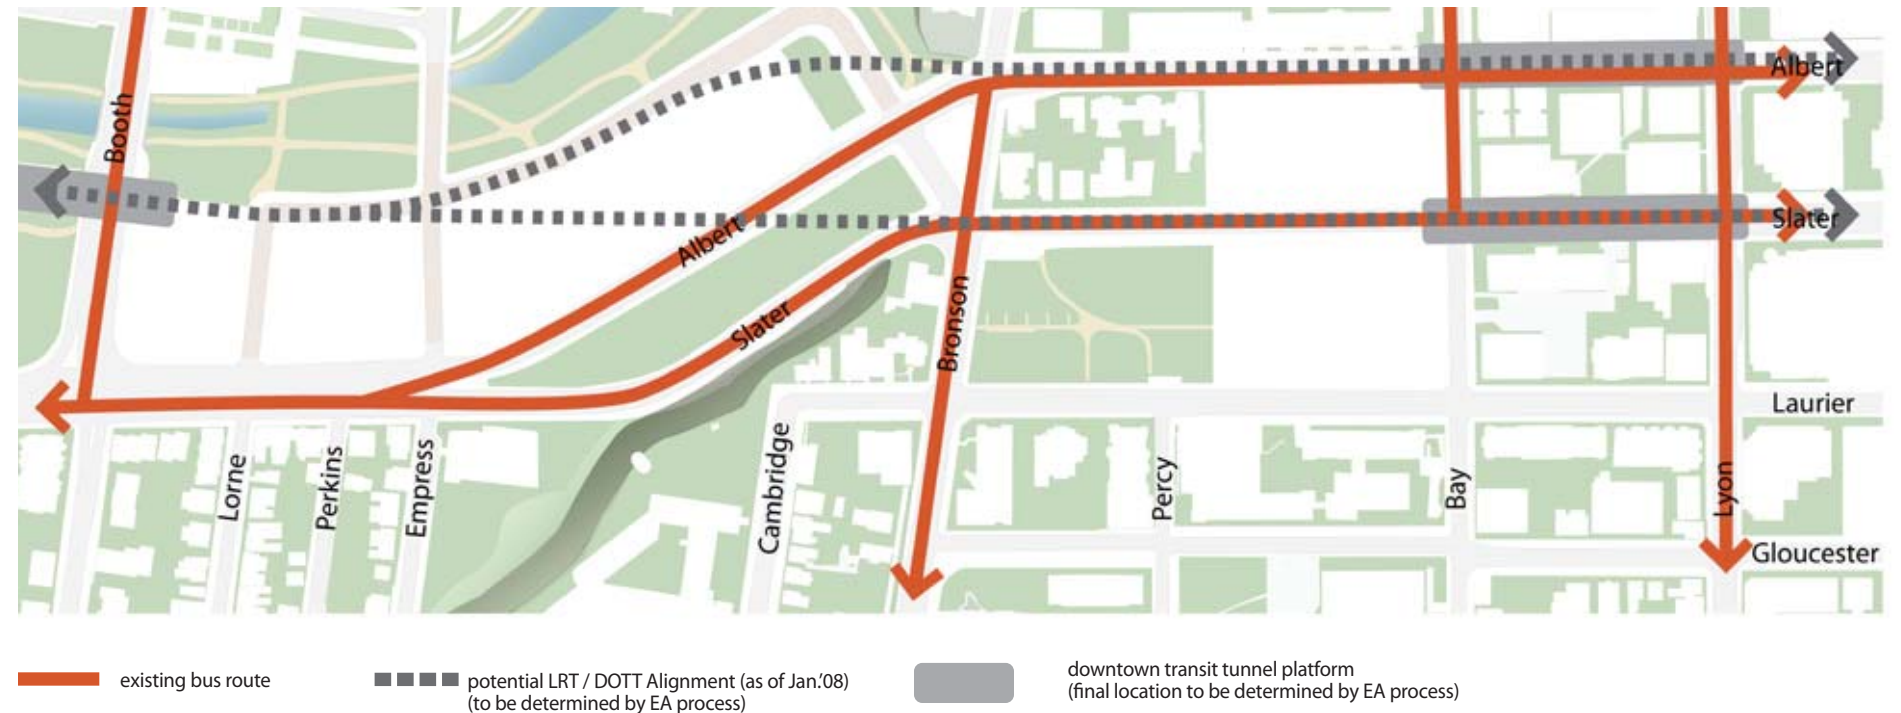 Booth
Albert
Albert
Slater
Slater
Bronson
Laurier
Lorne
Perkins
Empress
Cambridge
Percy
Bay
Lyon
Gloucester
existing bus route
potential LRT / DOTT Alignment (as of Jan.'08)
(to be determined by EA process)
downtown transit tunnel platform
(final location to be determined by EA process)